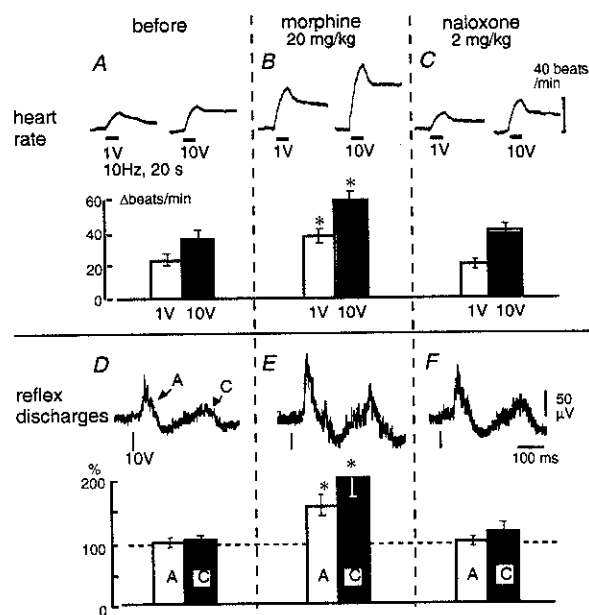 before morphine 20 mg/kg naloxone 2 mg/kg
A B C
40 beats /min
heart rate
1V 10V 1V 10V 1V 10V
10Hz, 20 s
Δbeats/min
60
40
20
0
* *
1V 10V 1V 10V 1V 10V
D E F
reflex discharges
A C
50 μV
10V
100 ms
%
200
100
0
* *
A C A C A C